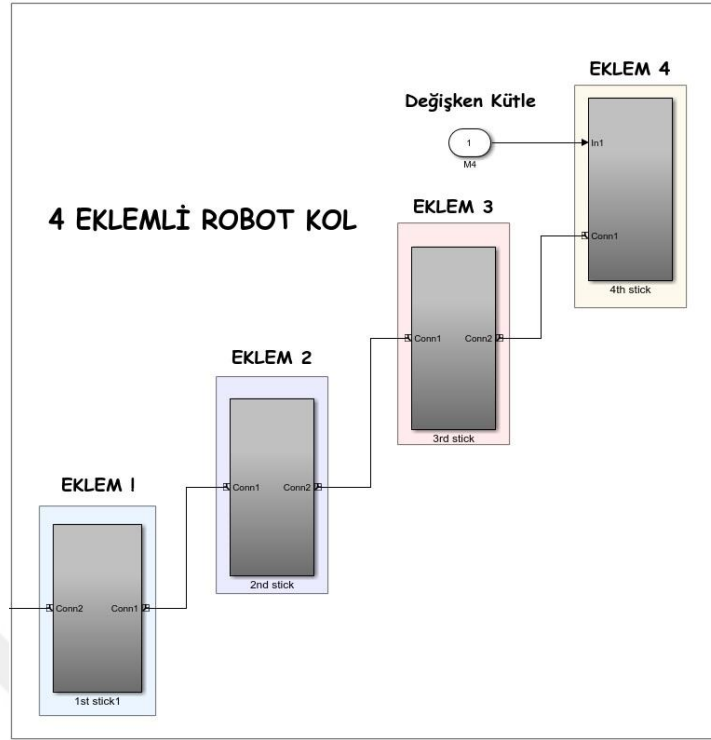 EKLEM 4
Değişken Kütle
1
M4
In1
Conn1
4th stick
4 EKLEMLİ ROBOT KOL
EKLEM 3
Conn1 Conn2
3rd stick
EKLEM 2
Conn1 Conn2
2nd stick
EKLEM 1
Conn2 Conn1
1st stick1